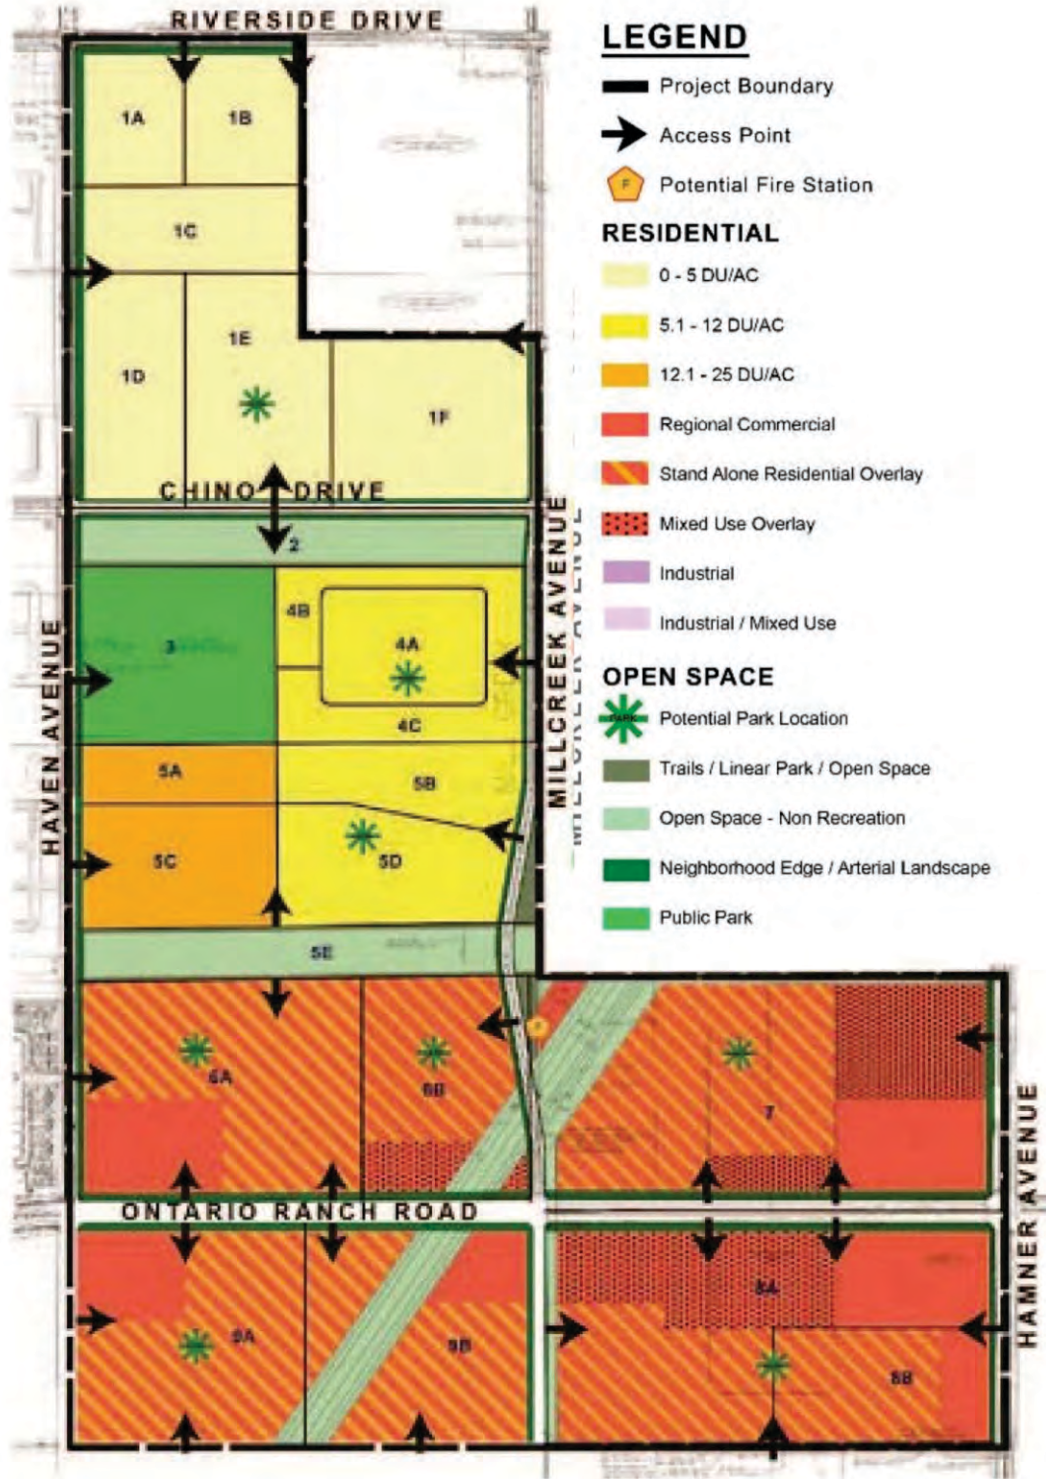 RIVERSIDE DRIVE
LEGEND
Project Boundary
Access Point
F
Potential Fire Station
RESIDENTIAL
0 - 5 DU/AC
5.1 - 12 DU/AC
12.1 - 25 DU/AC
Regional Commercial
Stand Alone Residential Overlay
Mixed Use Overlay
Industrial
Industrial / Mixed Use
OPEN SPACE
PARK
Potential Park Location
Trails / Linear Park / Open Space
Open Space - Non Recreation
Neighborhood Edge / Arterial Landscape
Public Park
1A
1B
1C
1D
1E
1F
CHINO DRIVE
2
3
4B
4A
4C
5A
5B
5C
5D
5E
HAVEN AVENUE
MILLCREEK AVENUE
MILLCREEK AVENUE
6A
6B
F
7
ONTARIO RANCH ROAD
HAMNER AVENUE
9A
9B
8A
8B